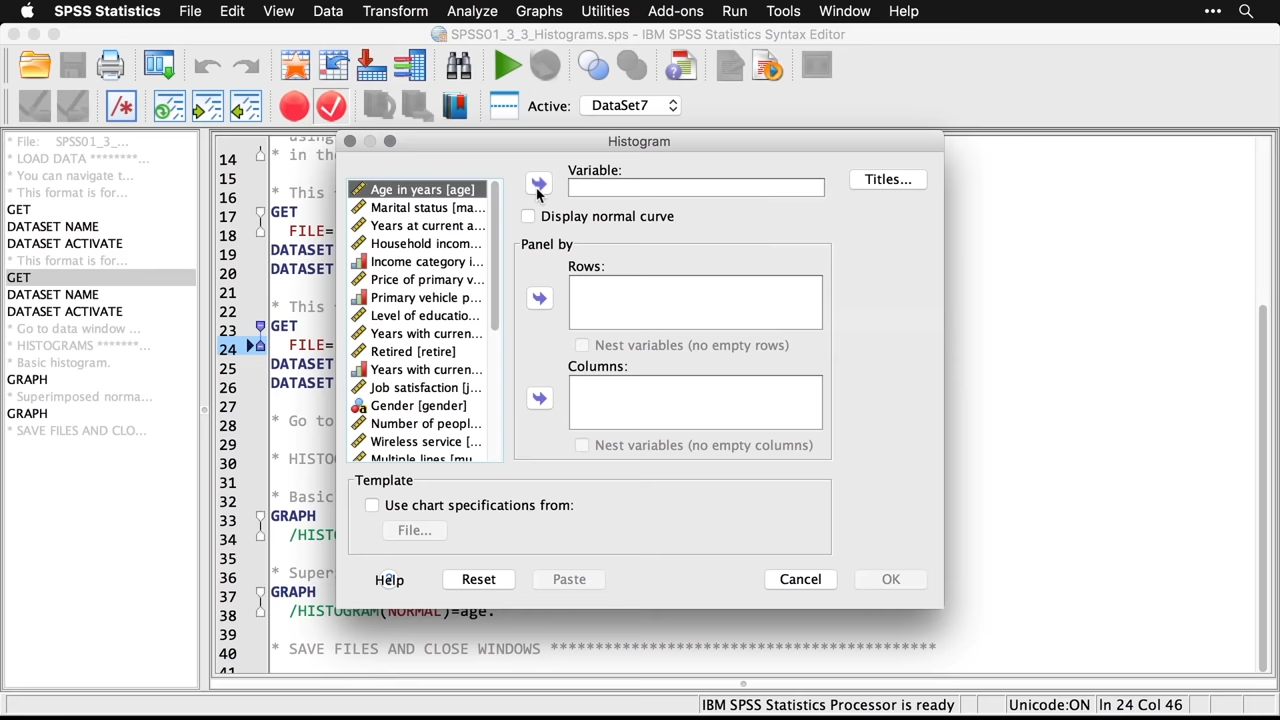 SPSS Statistics File Edit View Data Transform Analyze Graphs Utilities Add-ons Run Tools Window Help
SPSS01_3_3_Histograms.sps - IBM SPSS Statistics Syntax Editor
Active: DataSet7
* File: SPSS01_3_...
* LOAD DATA ********...
* You can navigate t...
* This format is for...
GET
DATASET NAME
DATASET ACTIVATE
* This format is for...
GET
DATASET NAME
DATASET ACTIVATE
* Go to data window ...
* HISTOGRAMS *******...
* Basic histogram.
GRAPH
* Superimposed norma...
GRAPH
* SAVE FILES AND CLO...
14 * in the
15
16 * This
17 GET
18 FILE=
19 DATASET
20 DATASET
21
22 * This
23 GET
24 FILE=
25 DATASET
26 DATASET
27
28 * Go to
29
30 * HISTO
31
32 * Basic
33 GRAPH
34 /HISTO
35
36 * Super
37 GRAPH
38 /HISTOGRAM(NORMAL)=age.
39
40 * SAVE FILES AND CLOSE WINDOWS ****************************************
41
Histogram
Age in years [age]
Marital status [ma...
Years at current a...
Household incom...
Income category i...
Price of primary v...
Primary vehicle p...
Level of educatio...
Years with curren...
Retired [retire]
Years with curren...
Job satisfaction [j...
Gender [gender]
Number of peopl...
Wireless service [...
Multiple lines [mu...
Variable:
Titles...
Display normal curve
Panel by
Rows:
Nest variables (no empty rows)
Columns:
Nest variables (no empty columns)
Template
Use chart specifications from:
File...
Help Reset Paste Cancel OK
IBM SPSS Statistics Processor is ready Unicode:ON In 24 Col 46